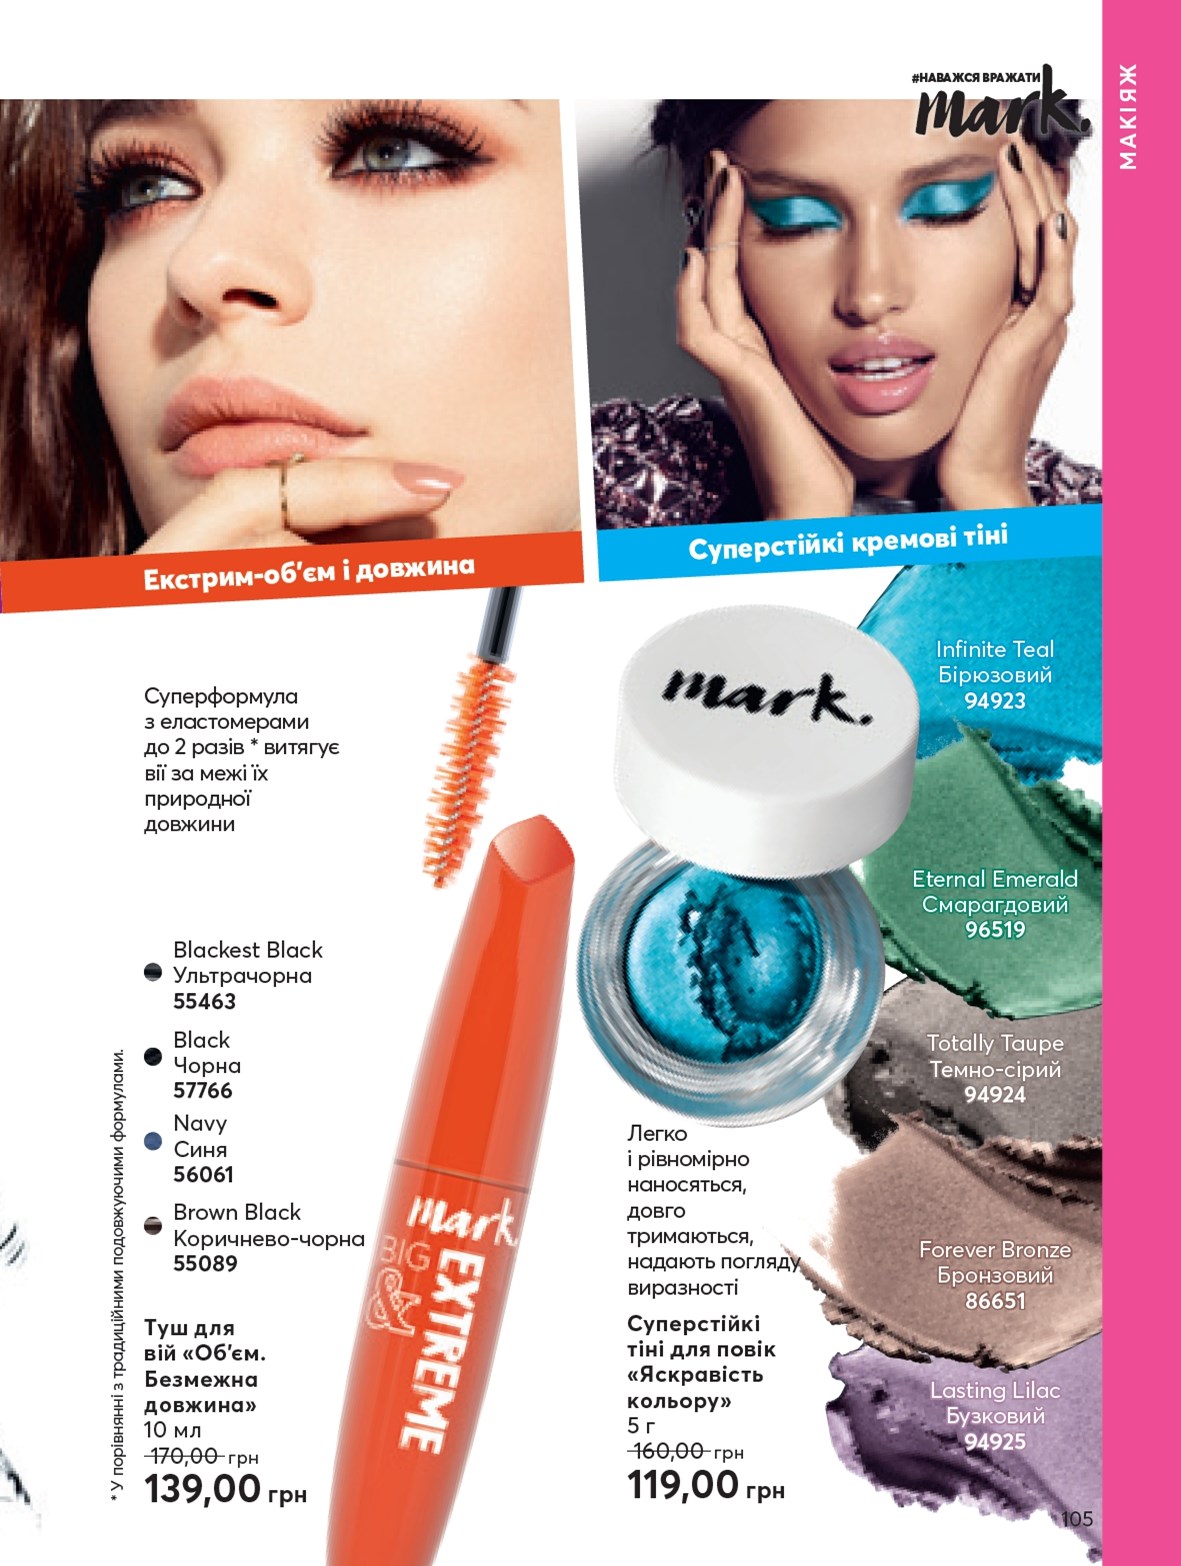 #НАВАЖСЯ ВРАЖАТИ
mark.
МАКІЯЖ
Екстрим-об'єм і довжина
Суперстійкі кремові тіні
Суперформула
з еластомерами
до 2 разів * витягує
вії за межі їх
природної
довжини
Blackest Black
Ультрачорна
55463
Black
Чорна
57766
Navy
Синя
56061
Brown Black
Коричнево-чорна
55089
Туш для
вій «Об'єм.
Безмежна
довжина»
10 мл
170,00 грн
139,00 грн
* У порівнянні з традиційними подовжуючими формулами.
mark.
BIG
&
EXTREME
mark.
Легко
і рівномірно
наносяться,
довго
тримаються,
надають погляду
виразності
Суперстійкі
тіні для повік
«Яскравість
кольору»
5 г
160,00 грн
119,00 грн
Infinite Teal
Бірюзовий
94923
Eternal Emerald
Смарагдовий
96519
Totally Taupe
Темно-сірий
94924
Forever Bronze
Бронзовий
86651
Lasting Lilac
Бузковий
94925
105